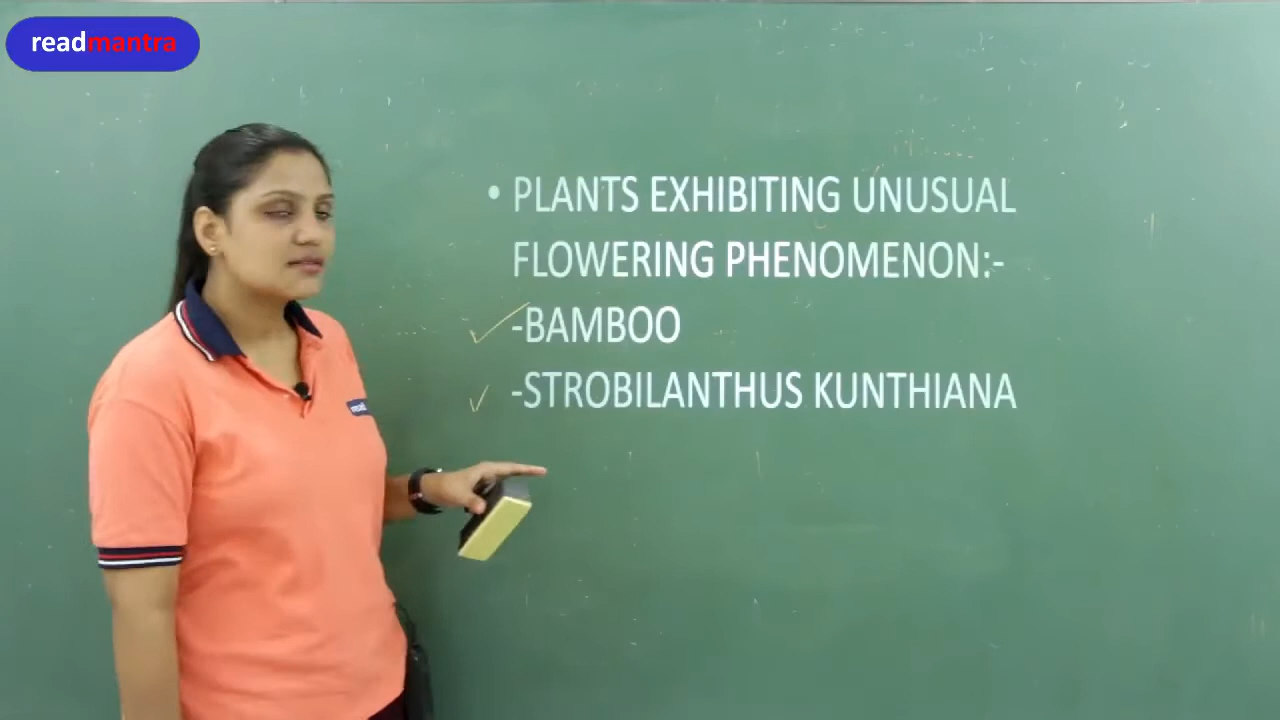 readmantra
• PLANTS EXHIBITING UNUSUAL
FLOWERING PHENOMENON:-
-BAMBOO
-STROBILANTHUS KUNTHIANA